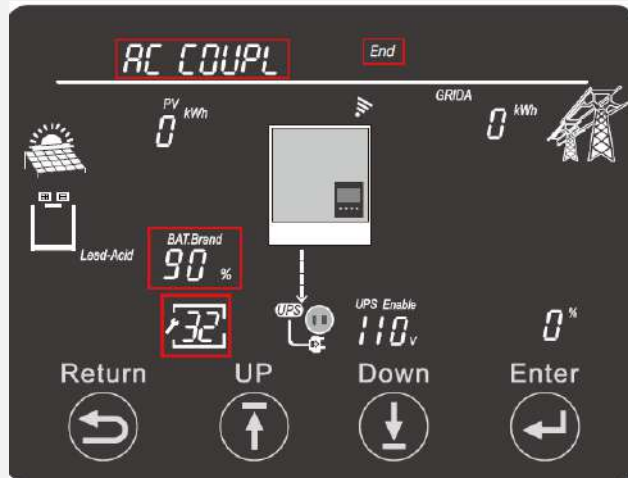 AC COUPL End
PV kWh
0
GRIDA
0 kWh
Lead-Acid
BAT.Brand
90 %
32
UPS
UPS Enable
110 V
0 %
Return UP Down Enter